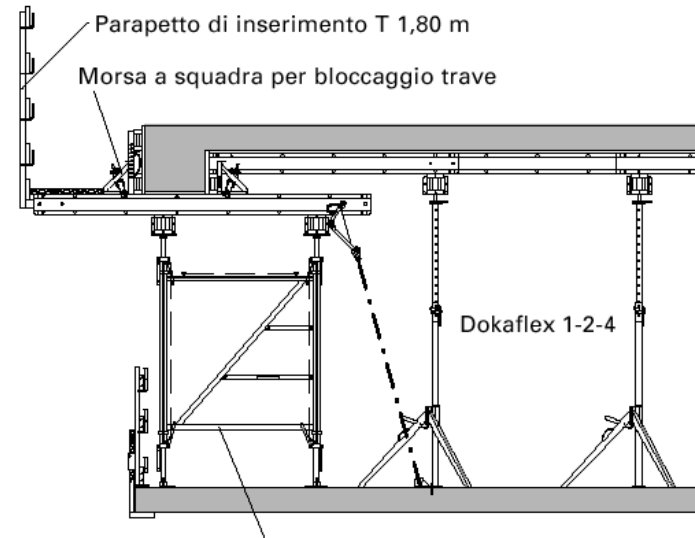 Parapetto di inserimento T 1,80 m
Morsa a squadra per bloccaggio trave
Dokaflex 1-2-4